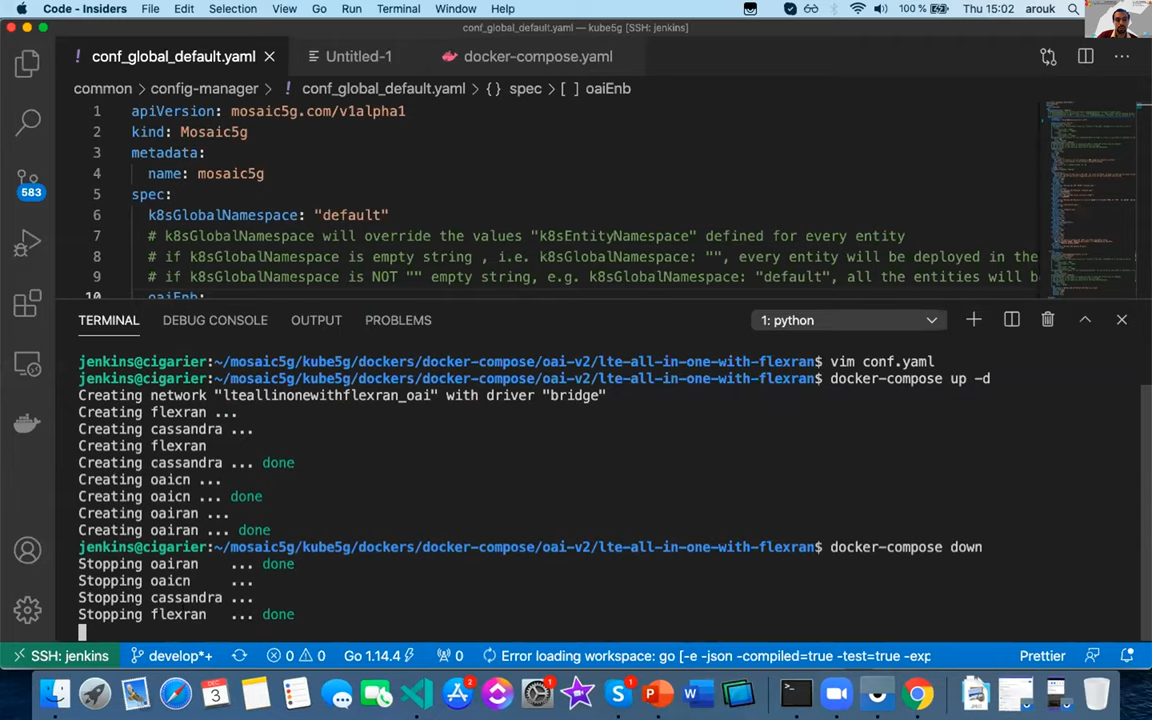 Code - Insiders File Edit Selection View Go Run Terminal Window Help 100 % Thu 15:02 arouk
conf_global_default.yaml — kube5g [SSH: jenkins]
! conf_global_default.yaml Untitled-1 docker-compose.yaml
common > config-manager > ! conf_global_default.yaml > {} spec > [ ] oaiEnb
1 apiVersion: mosaic5g.com/v1alpha1
2 kind: Mosaic5g
3 metadata:
4 name: mosaic5g
5 spec:
6 k8sGlobalNamespace: "default"
7 # k8sGlobalNamespace will override the values "k8sEntityNamespace" defined for every entity
8 # if k8sGlobalNamespace is empty string , i.e. k8sGlobalNamespace: "", every entity will be deployed in the
9 # if k8sGlobalNamespace is NOT "" empty string, e.g. k8sGlobalNamespace: "default", all the entities will b
10 oaiEnb:
583
TERMINAL DEBUG CONSOLE OUTPUT PROBLEMS 1: python
jenkins@cigarier:~/mosaic5g/kube5g/dockers/docker-compose/oai-v2/lte-all-in-one-with-flexran$ vim conf.yaml
jenkins@cigarier:~/mosaic5g/kube5g/dockers/docker-compose/oai-v2/lte-all-in-one-with-flexran$ docker-compose up -d
Creating network "lteallinonewithflexran_oai" with driver "bridge"
Creating flexran ...
Creating cassandra ...
Creating flexran
Creating cassandra ... done
Creating oaicn ...
Creating oaicn ... done
Creating oairan ...
Creating oairan ... done
jenkins@cigarier:~/mosaic5g/kube5g/dockers/docker-compose/oai-v2/lte-all-in-one-with-flexran$ docker-compose down
Stopping oairan ... done
Stopping oaicn ...
Stopping cassandra ...
Stopping flexran ... done
SSH: jenkins develop*+ 0 0 Go 1.14.4 0 Error loading workspace: go [-e -json -compiled=true -test=true -exp Prettier
DEC 3 2 1 1